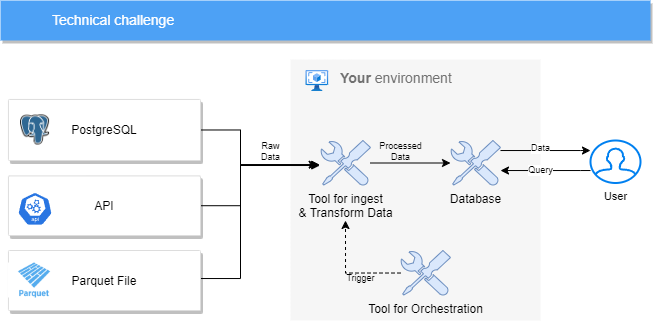 Technical challenge
Your environment
PostgreSQL
API
api
Parquet File
Parquet
Raw
Data
Tool for ingest
& Transform Data
Processed
Data
Database
Data
Query
User
Trigger
Tool for Orchestration